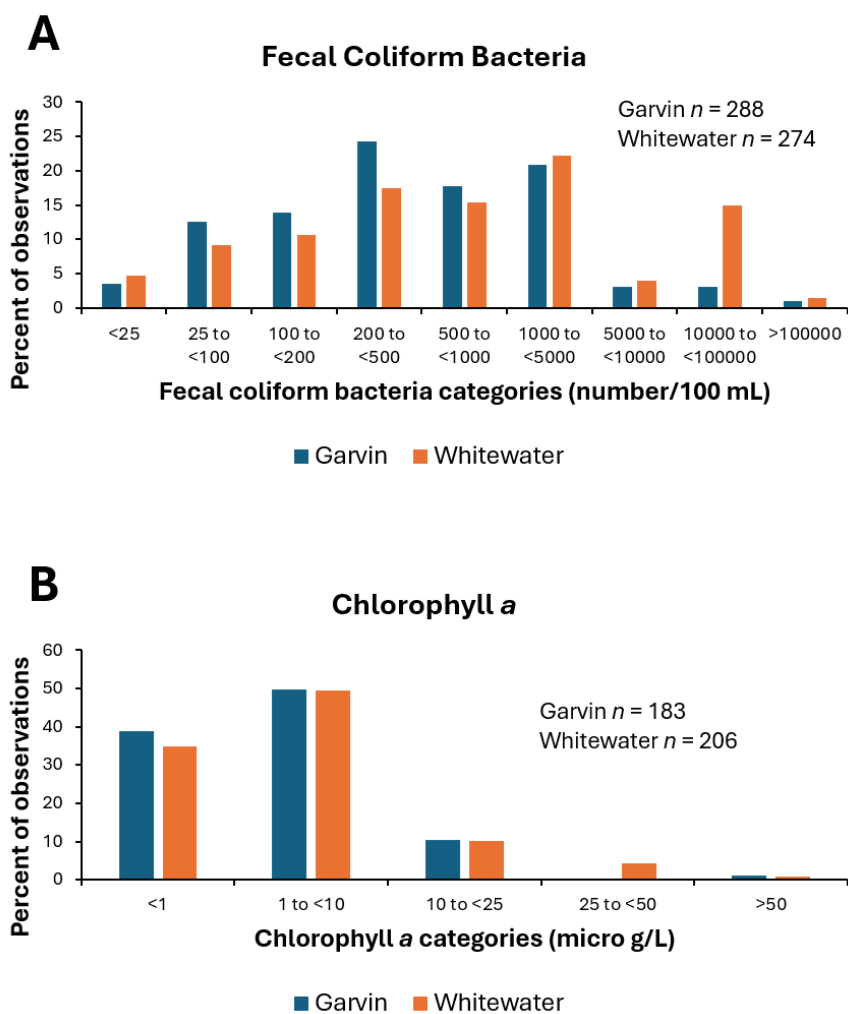 A
Fecal Coliform Bacteria
Garvin n = 288
Whitewater n = 274
Percent of observations
30
25
20
15
10
5
0
<25
25 to <100
100 to <200
200 to <500
500 to <1000
1000 to <5000
5000 to <10000
10000 to <100000
>100000
Fecal coliform bacteria categories (number/100 mL)
Garvin Whitewater
B
Chlorophyll a
Garvin n = 183
Whitewater n = 206
Percent of observations
60
50
40
30
20
10
0
<1 1 to <10 10 to <25 25 to <50 >50
Chlorophyll a categories (micro g/L)
Garvin Whitewater